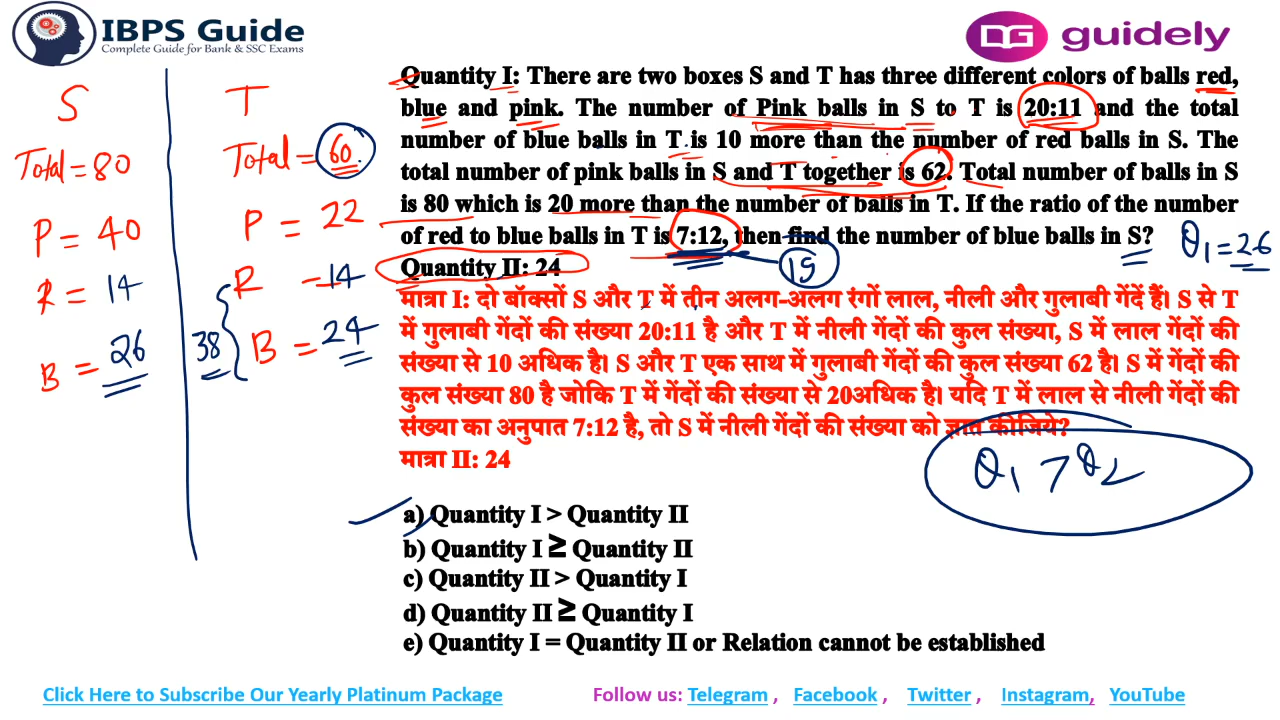 IBPS Guide
Complete Guide for Bank & SSC Exams
DG guidely
S
Total = 80
P = 40
R = 14
B = 26
T
Total = 60
P = 22
R - 14
38
B = 24
Quantity I: There are two boxes S and T has three different colors of balls red,
blue and pink. The number of Pink balls in S to T is 20:11 and the total
number of blue balls in T is 10 more than the number of red balls in S. The
total number of pink balls in S and T together is 62. Total number of balls in S
is 80 which is 20 more than the number of balls in T. If the ratio of the number
of red to blue balls in T is 7:12, then find the number of blue balls in S?
Q1 = 26
19
Quantity II: 24
मात्रा I: दो बॉक्सों S और T में तीन अलग-अलग रंगों लाल, नीली और गुलाबी गेंदें हैं। S से T
में गुलाबी गेंदों की संख्या 20:11 है और T में नीली गेंदों की कुल संख्या, S में लाल गेंदों की
संख्या से 10 अधिक है। S और T एक साथ में गुलाबी गेंदों की कुल संख्या 62 है। S में गेंदों की
कुल संख्या 80 है जोकि T में गेंदों की संख्या से 20अधिक है। यदि T में लाल से नीली गेंदों की
संख्या का अनुपात 7:12 है, तो S में नीली गेंदों की संख्या को ज्ञात कीजिये?
मात्रा II: 24
Q1 > Q2
a) Quantity I > Quantity II
b) Quantity I ≥ Quantity II
c) Quantity II > Quantity I
d) Quantity II ≥ Quantity I
e) Quantity I = Quantity II or Relation cannot be established
Click Here to Subscribe Our Yearly Platinum Package
Follow us: Telegram , Facebook , Twitter , Instagram, YouTube